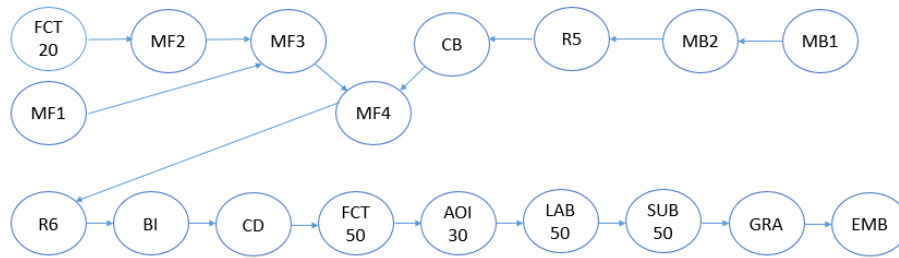 FCT
20
MF2
MF3
CB
R5
MB2
MB1
MF1
MF4
R6
BI
CD
FCT
50
AOI
30
LAB
50
SUB
50
GRA
EMB